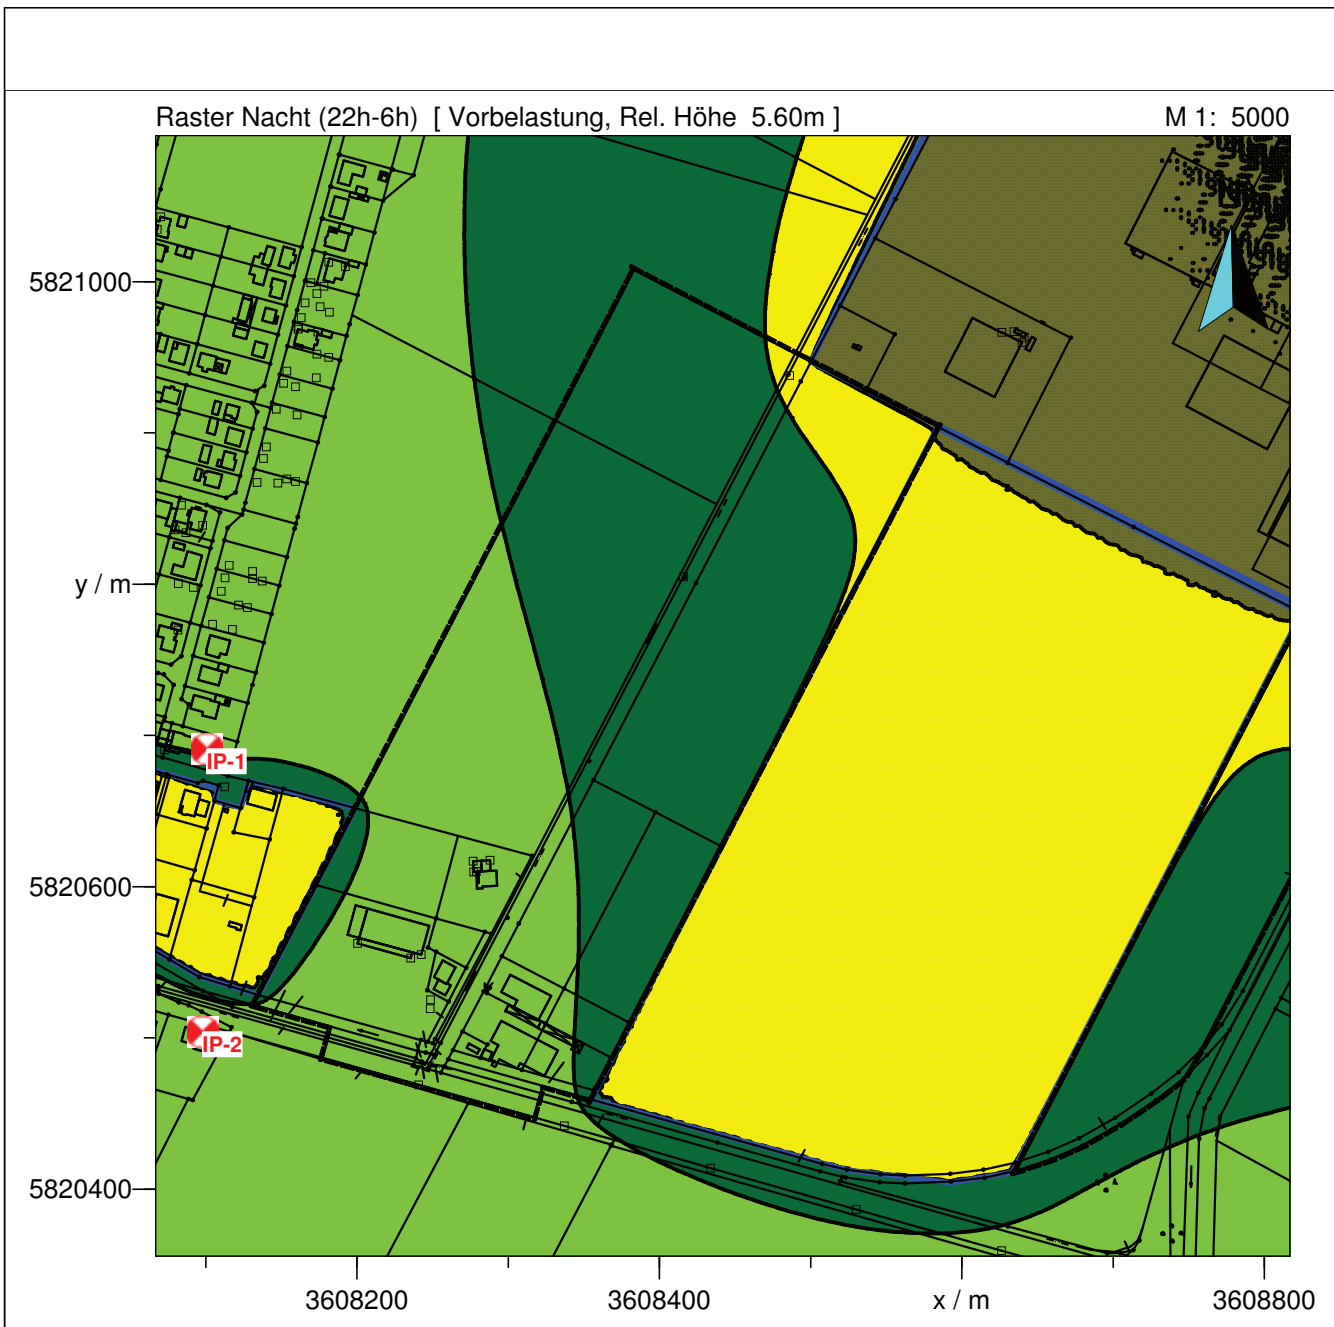 Raster Nacht (22h-6h) [ Vorbelastung, Rel. Höhe 5.60m ]
M 1: 5000
5821000
y / m
IP-1
5820600
IP-2
5820400
3608200
3608400
x / m
3608800